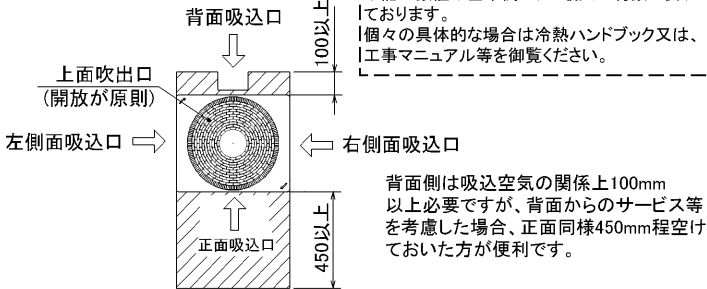 ております。
個々の具体的な場合は冷熱ハンドブック又は、
工事マニュアル等を御覧ください。
背面吸込口
100以上
上面吹出口
(開放が原則)
左側面吸込口
右側面吸込口
正面吸込口
450以上
背面側は吸込空気の関係上100mm
以上必要ですが、背面からのサービス等
を考慮した場合、正面同様450mm程空け
ておいた方が便利です。